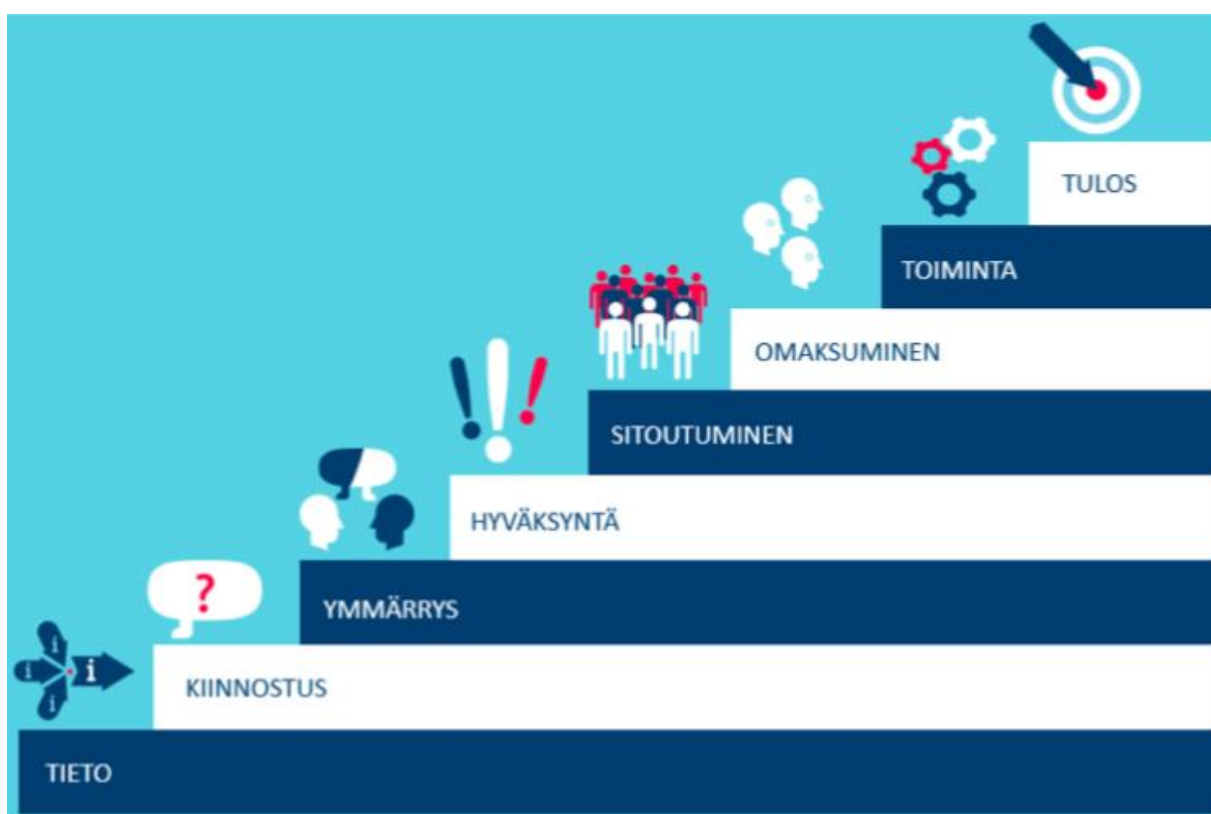 TULOS
TOIMINTA
OMAKSUMINEN
SITOUTUMINEN
HYVÄKSYNTÄ
?
YMMÄRRYS
i
i
i
i
KIINNOSTUS
TIETO